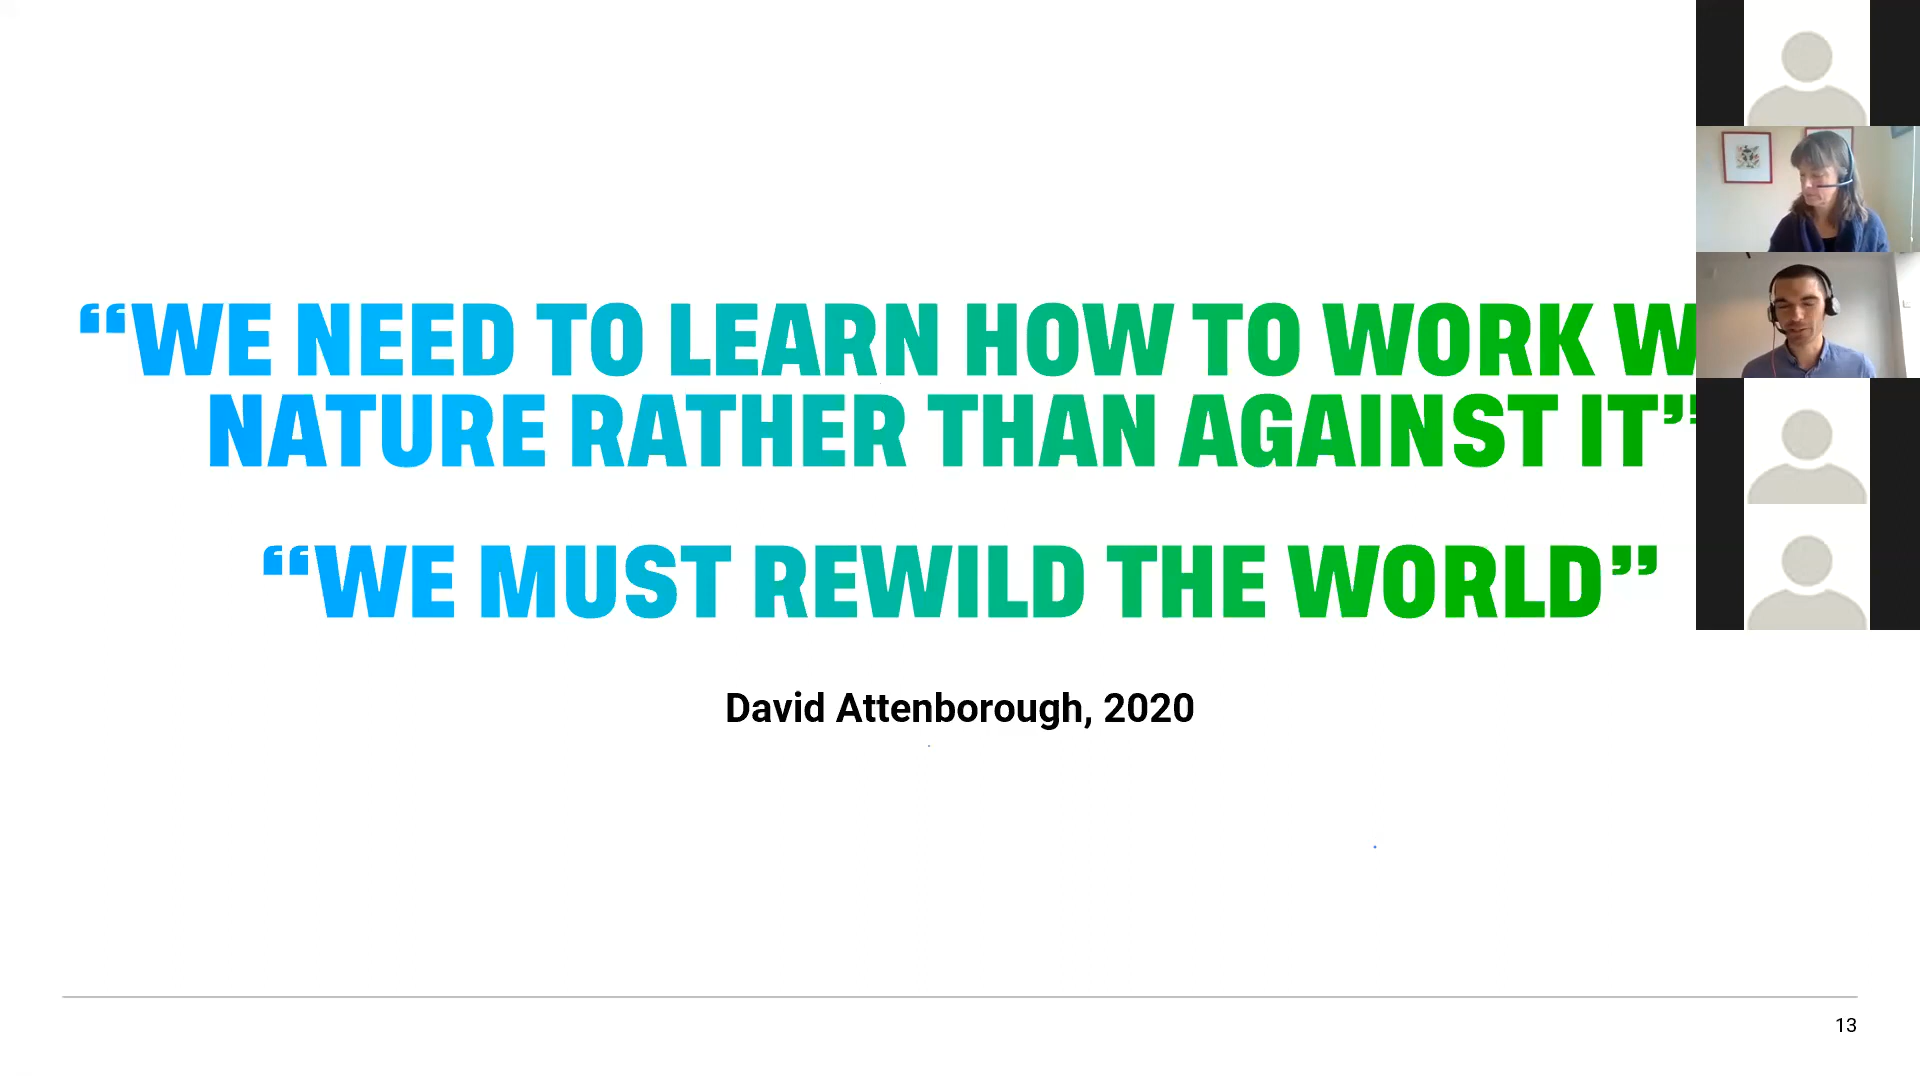 “WE NEED TO LEARN HOW TO WORK W
NATURE RATHER THAN AGAINST IT”
“WE MUST REWILD THE WORLD”
David Attenborough, 2020
13